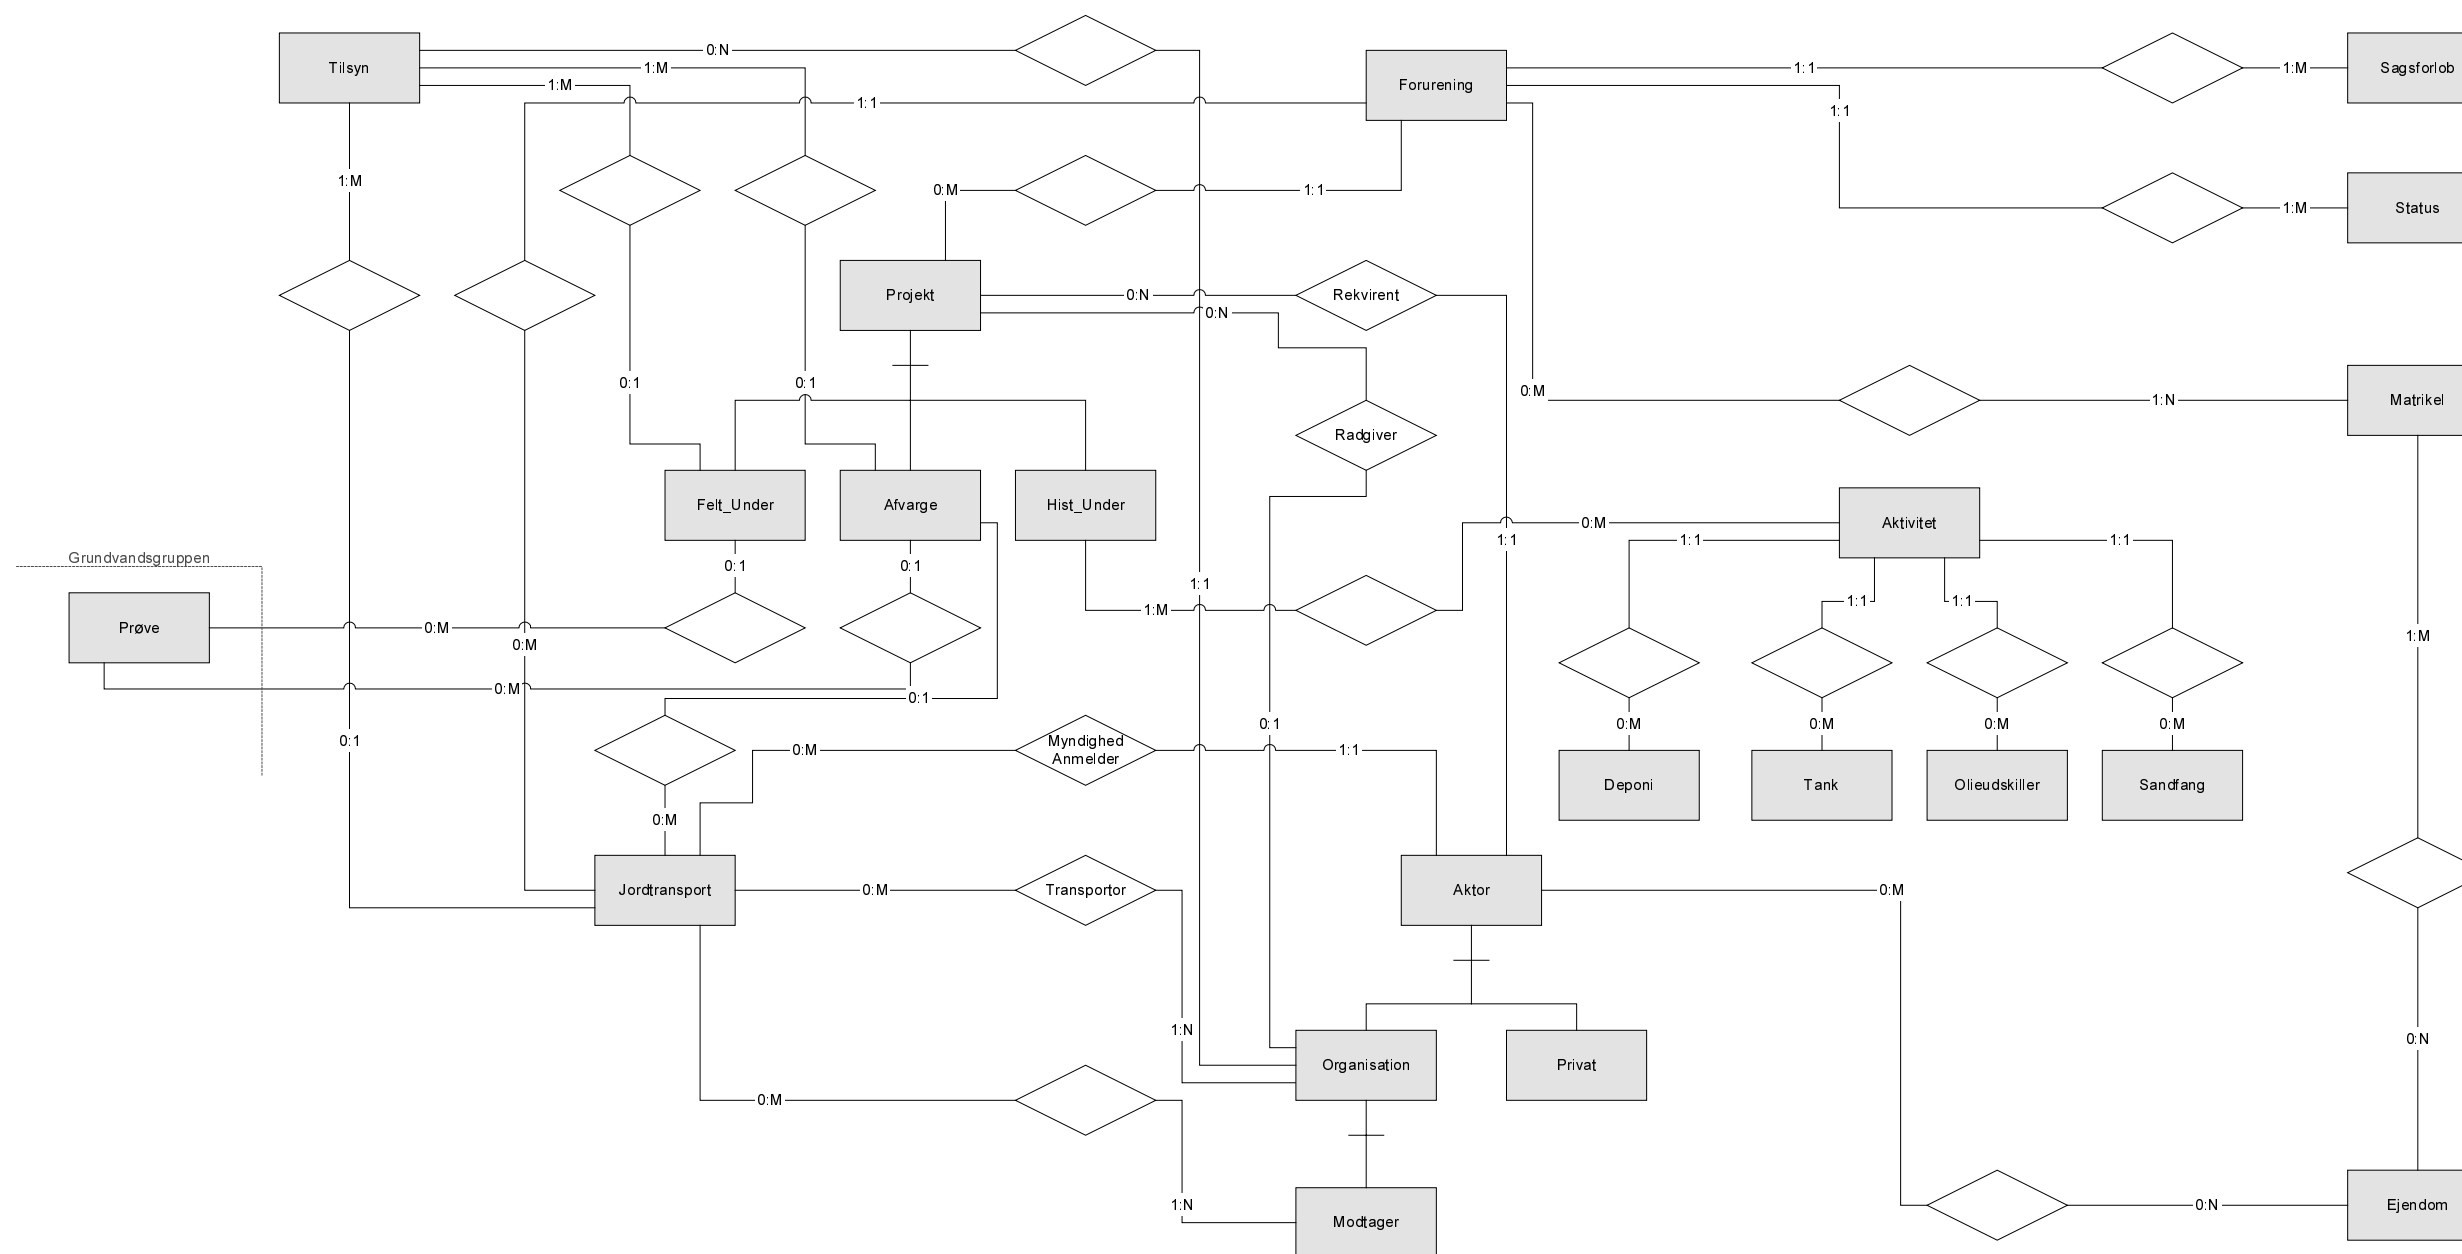 0:N
Tilsyn
1:M
1:1
1:M
Sagsforlob
1:M
Forurening
1:1
1:1
1:M
0:M
1:1
1:M
Status
Projekt
0:N
Rekvirent
0:N
0:1
0:1
0:M
1:N
Matrikel
Radgiver
Felt_Under
Afvarge
Hist_Under
0:M
Aktivitet
1:1
1:1
1:1
Grundvandsgruppen
0:1
0:1
1:1
1:M
1:1
1:1
Prøve
0:M
0:M
1:M
0:M
0:1
0:1
0:M
0:M
0:M
0:M
0:1
0:M
Myndighed
Anmelder
1:1
Deponi
Tank
Olieudskiller
Sandfang
0:M
Jordtransport
0:M
Transportor
Aktor
0:M
1:N
0:N
Organisation
Privat
0:M
1:N
0:N
Ejendom
Modtager